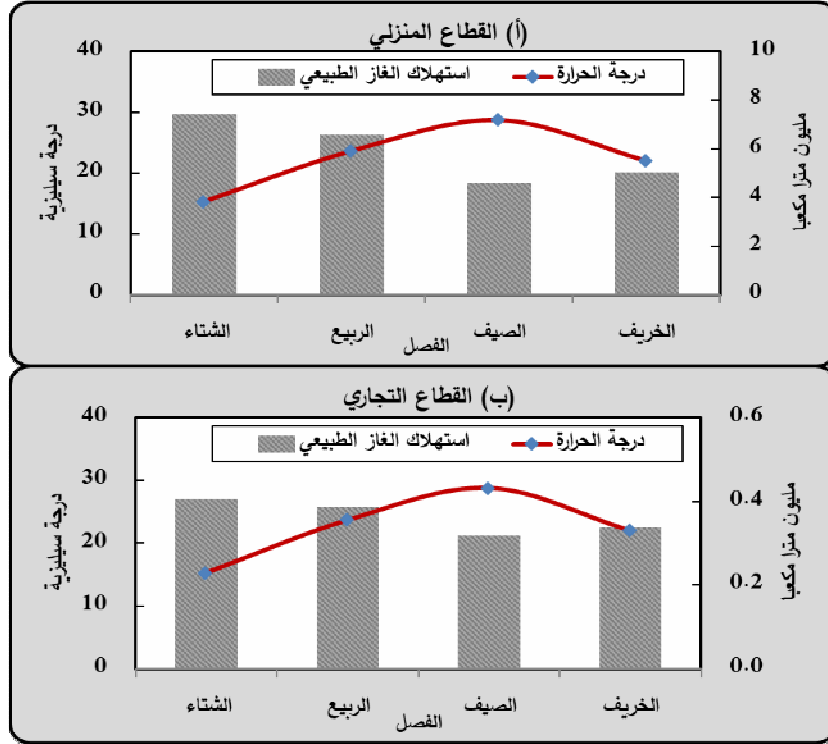 (أ) القطاع المنزلي
استهلاك الغاز الطبيعي
درجة الحرارة
درجة سيليزية
40
30
20
10
0
مليون مترا مكعبا
10
8
6
4
2
0
الشتاء
الربيع
الصيف
الخريف
الفصل
(ب) القطاع التجاري
استهلاك الغاز الطبيعي
درجة الحرارة
درجة سيليزية
40
30
20
10
0
مليون مترا مكعبا
0.6
0.4
0.2
0.0
الشتاء
الربيع
الصيف
الخريف
الفصل